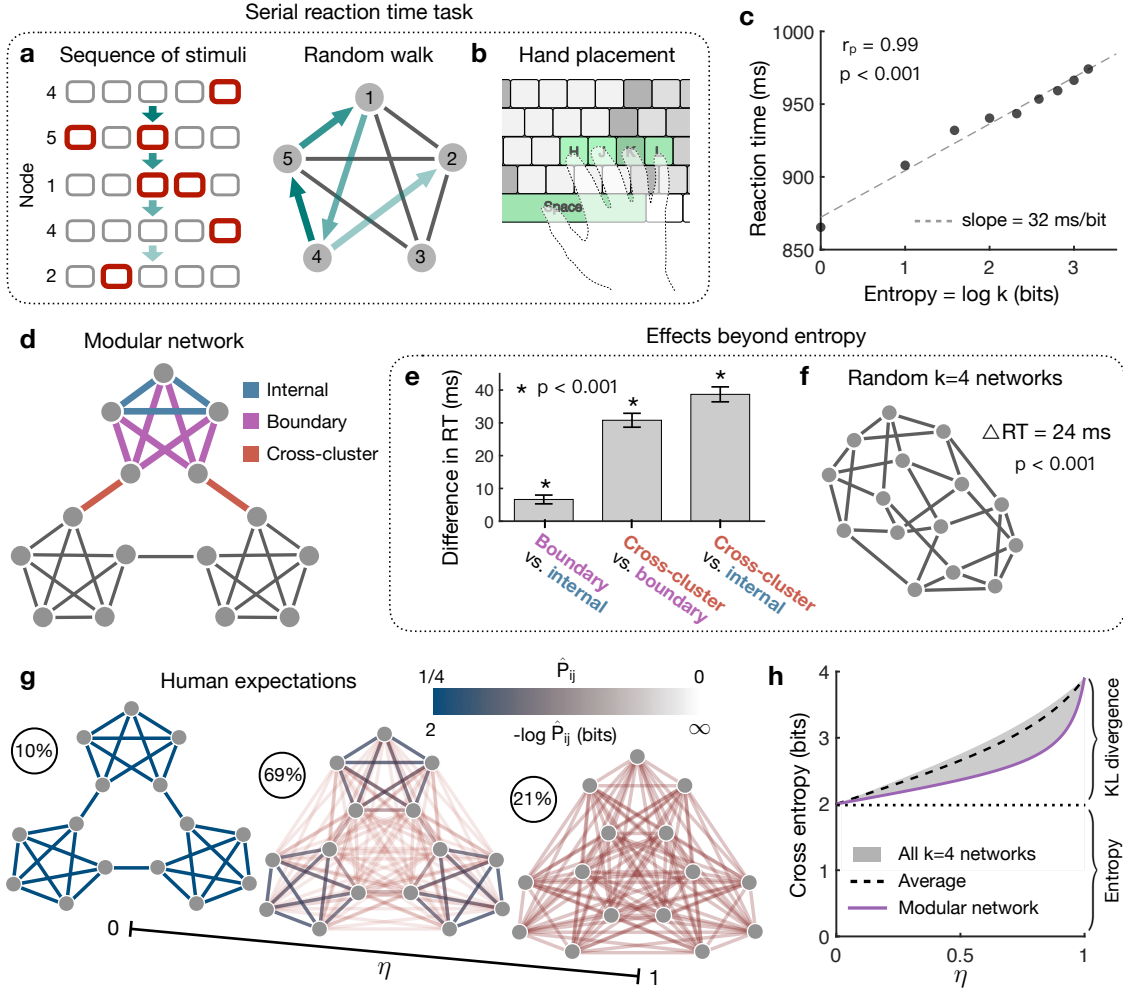 Serial reaction time task
a Sequence of stimuli
Random walk
b Hand placement
Node
4
5
1
4
2
1
2
3
4
5
H
L
Space
c
Reaction time (ms)
1000
950
900
850
rₚ = 0.99
p < 0.001
slope = 32 ms/bit
0 1 2 3
Entropy = log k (bits)
d Modular network
Internal
Boundary
Cross-cluster
Effects beyond entropy
e
Difference in RT (ms)
40
30
20
10
0
* p < 0.001
*
*
*
Boundary
vs. internal
Cross-cluster
vs. boundary
Cross-cluster
vs. internal
f Random k=4 networks
△RT = 24 ms
p < 0.001
g Human expectations
P̂ᵢⱼ
1/4 0
2 -log P̂ᵢⱼ (bits) ∞
10%
69%
21%
0 η 1
h
Cross entropy (bits)
4
3
2
1
0
All k=4 networks
Average
Modular network
0 0.5 1
η
KL divergence
Entropy